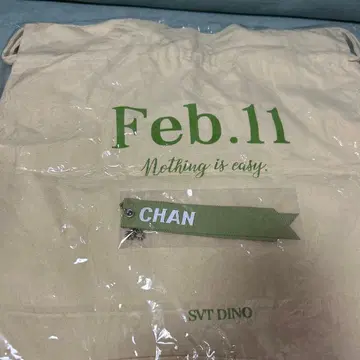 Feb.11
Nothing is easy.
CHAN
SVT DINO